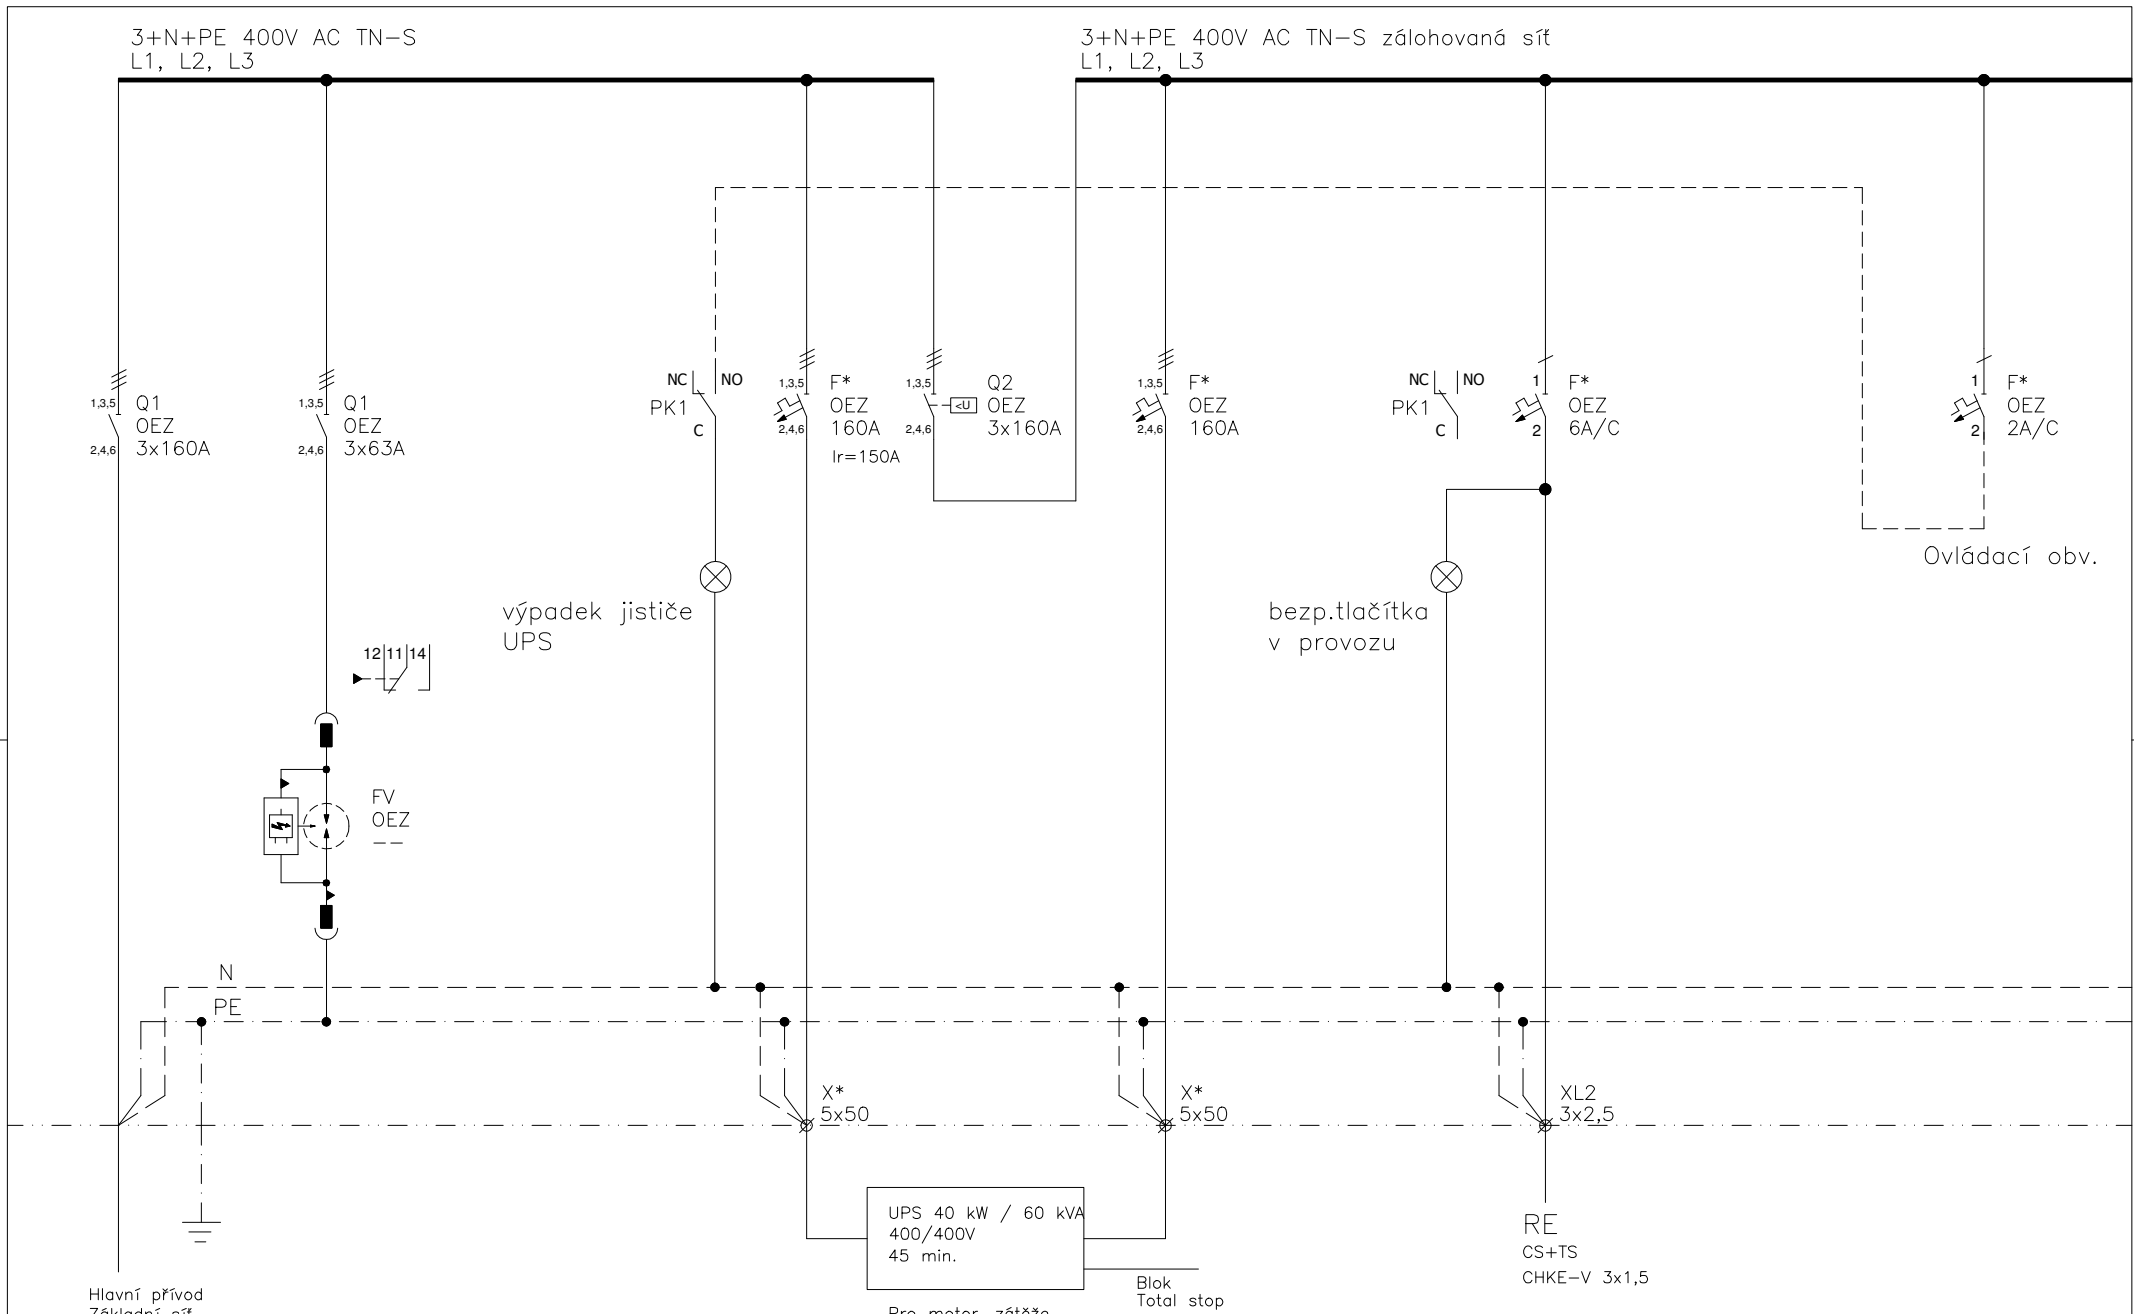 3+N+PE 400V AC TN-S
L1, L2, L3
3+N+PE 400V AC TN-S zálohovaná síť
L1, L2, L3
1,3,5
Q1
OEZ
3x160A
2,4,6
1,3,5
Q1
OEZ
3x63A
2,4,6
NC
NO
PK1
C
1,3,5
F*
OEZ
160A
2,4,6
Ir=150A
1,3,5
Q2
<U
OEZ
3x160A
2,4,6
1,3,5
F*
OEZ
160A
2,4,6
NC
NO
PK1
C
1
F*
OEZ
6A/C
2
1
F*
OEZ
2A/C
2
Ovládací obv.
výpadek jističe
UPS
bezp.tlačítka
v provozu
12 11 14
FV
OEZ
--
N
PE
X*
5x50
X*
5x50
XL2
3x2,5
UPS 40 kW / 60 kVA
400/400V
45 min.
RE
CS+TS
CHKE-V 3x1,5
Blok
Total stop
Hlavní přívod
Základní síť
Pro motor. zátěže